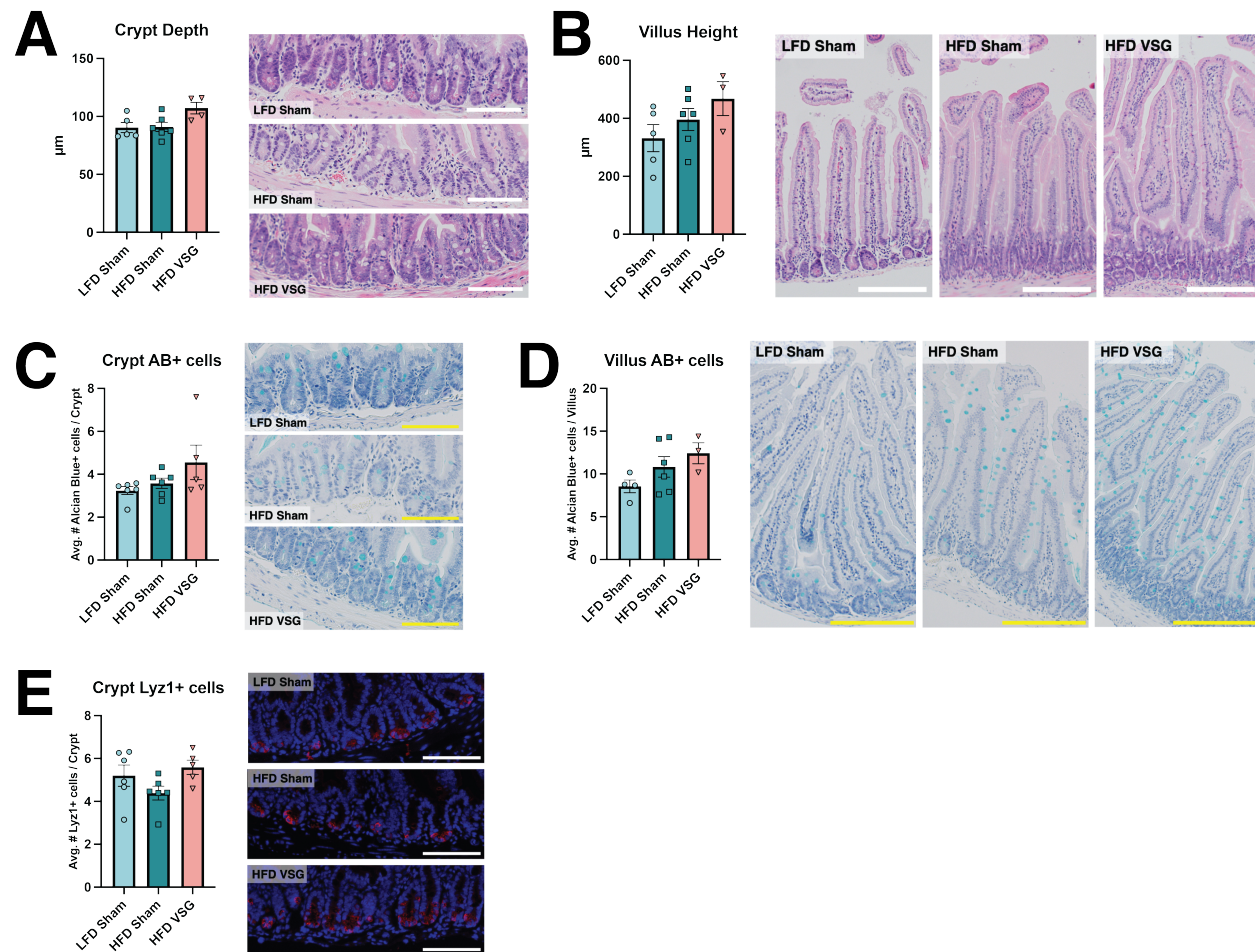 A
Crypt Depth
150
100
50
0
µm
LFD Sham
HFD Sham
HFD VSG
LFD Sham
HFD Sham
HFD VSG
B
Villus Height
600
400
200
0
µm
LFD Sham
HFD Sham
HFD VSG
LFD Sham
HFD Sham
HFD VSG
C
Crypt AB+ cells
8
6
4
2
0
Avg. # Alcian Blue+ cells / Crypt
LFD Sham
HFD Sham
HFD VSG
LFD Sham
HFD Sham
HFD VSG
D
Villus AB+ cells
20
15
10
5
0
Avg. # Alcian Blue+ cells / Villus
LFD Sham
HFD Sham
HFD VSG
LFD Sham
HFD Sham
HFD VSG
E
Crypt Lyz1+ cells
8
6
4
2
0
Avg. # Lyz1+ cells / Crypt
LFD Sham
HFD Sham
HFD VSG
LFD Sham
HFD Sham
HFD VSG